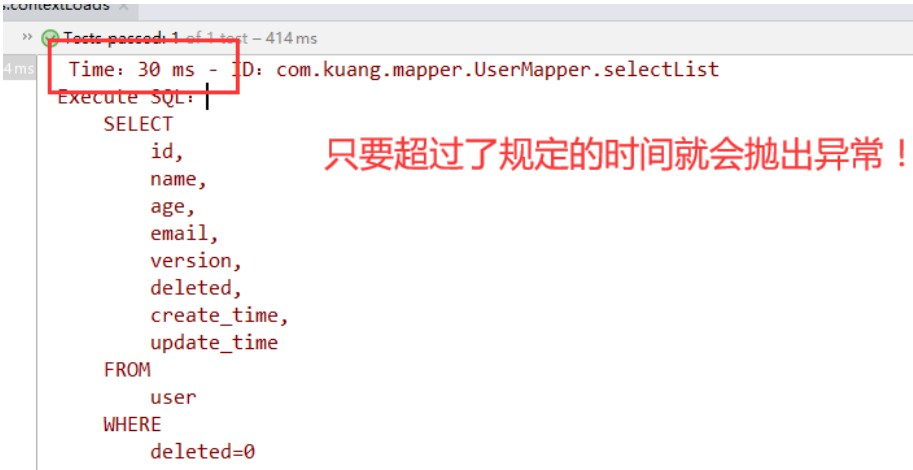 s.contextLoads ×
» Tests passed: 1 of 1 test – 414 ms
4 ms
Time：30 ms - ID：com.kuang.mapper.UserMapper.selectList
Execute SQL：
SELECT
id,
name,
age,
email,
version,
deleted,
create_time,
update_time
FROM
user
WHERE
deleted=0
只要超过了规定的时间就会抛出异常！